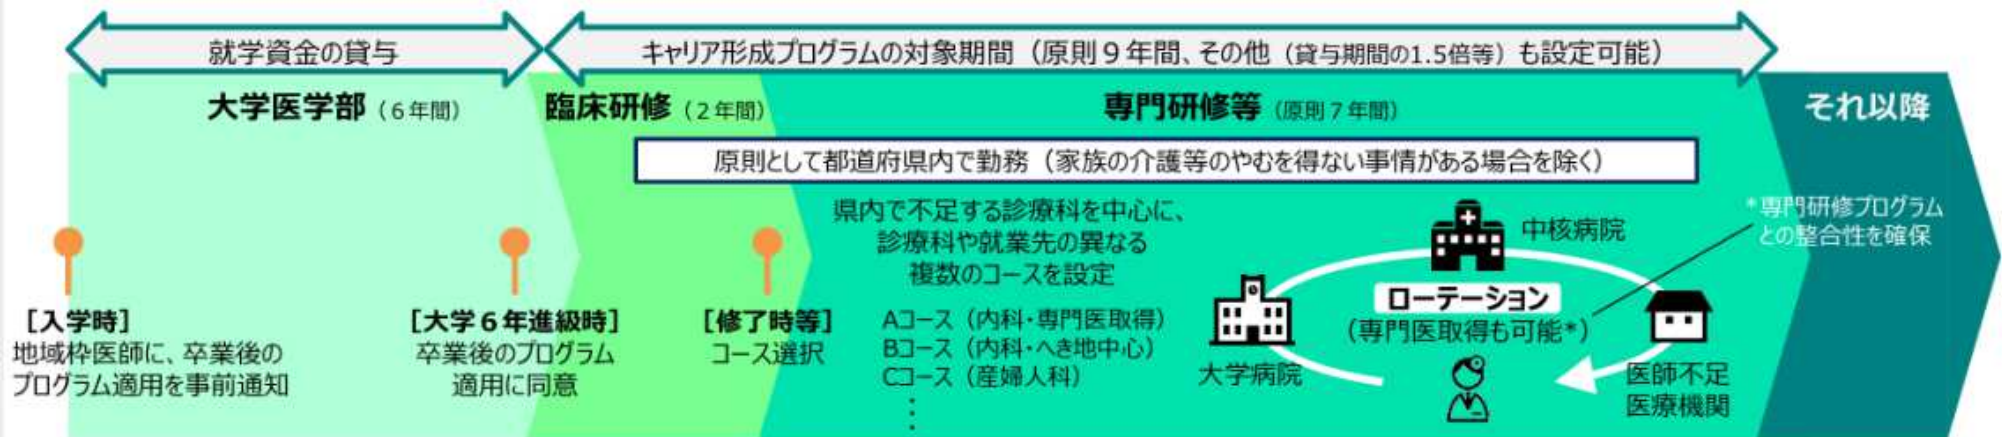 就学資金の貸与
キャリア形成プログラムの対象期間（原則９年間、その他（貸与期間の1.5倍等）も設定可能）
大学医学部（６年間）
臨床研修（２年間）
専門研修等（原則７年間）
それ以降
原則として都道府県内で勤務（家族の介護等のやむを得ない事情がある場合を除く）
［入学時］
地域枠医師に、卒業後の
プログラム適用を事前通知
［大学６年進級時］
卒業後のプログラム
適用に同意
［修了時等］
コース選択
県内で不足する診療科を中心に、
診療科や就業先の異なる
複数のコースを設定
Aコース（内科・専門医取得）
Bコース（内科・へき地中心）
Cコース（産婦人科）
⋮
中核病院
ローテーション
（専門医取得も可能*）
大学病院
医師不足
医療機関
*専門研修プログラム
との整合性を確保